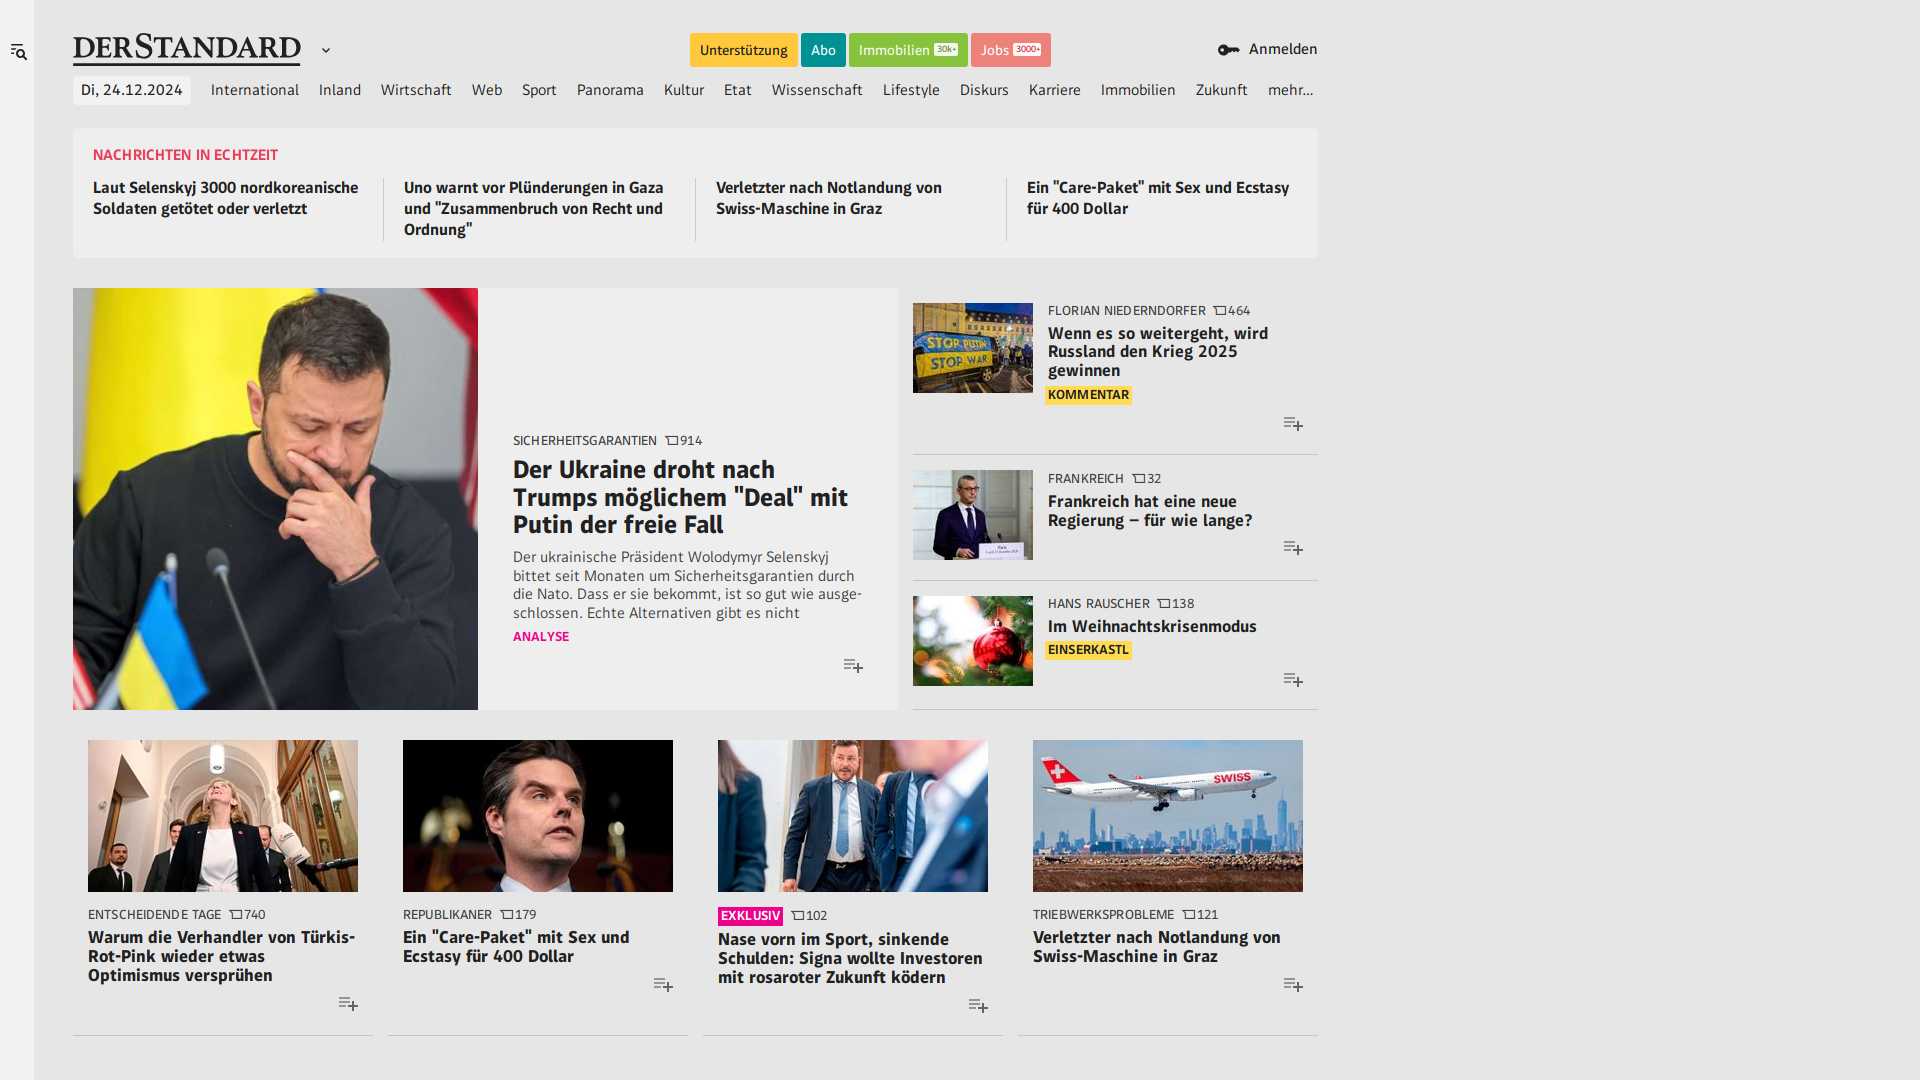 DERSTANDARD
Unterstützung
Abo
Immobilien 30k+
Jobs 3000+
Anmelden
Di, 24.12.2024
International
Inland
Wirtschaft
Web
Sport
Panorama
Kultur
Etat
Wissenschaft
Lifestyle
Diskurs
Karriere
Immobilien
Zukunft
mehr...
NACHRICHTEN IN ECHTZEIT
Laut Selenskyj 3000 nordkoreanische
Soldaten getötet oder verletzt
Uno warnt vor Plünderungen in Gaza
und "Zusammenbruch von Recht und
Ordnung"
Verletzter nach Notlandung von
Swiss-Maschine in Graz
Ein "Care-Paket" mit Sex und Ecstasy
für 400 Dollar
SICHERHEITSGARANTIEN 914
Der Ukraine droht nach
Trumps möglichem "Deal" mit
Putin der freie Fall
Der ukrainische Präsident Wolodymyr Selenskyj
bittet seit Monaten um Sicherheitsgarantien durch
die Nato. Dass er sie bekommt, ist so gut wie ausge-
schlossen. Echte Alternativen gibt es nicht
ANALYSE
STOP PUTIN
STOP WAR
FLORIAN NIEDERNDORFER 464
Wenn es so weitergeht, wird
Russland den Krieg 2025
gewinnen
KOMMENTAR
FRANKREICH 32
Frankreich hat eine neue
Regierung – für wie lange?
HANS RAUSCHER 138
Im Weihnachtskrisenmodus
EINSERKASTL
ENTSCHEIDENDE TAGE 740
Warum die Verhandler von Türkis-
Rot-Pink wieder etwas
Optimismus versprühen
REPUBLIKANER 179
Ein "Care-Paket" mit Sex und
Ecstasy für 400 Dollar
EXKLUSIV 102
Nase vorn im Sport, sinkende
Schulden: Signa wollte Investoren
mit rosaroter Zukunft ködern
SWISS
TRIEBWERKSPROBLEME 121
Verletzter nach Notlandung von
Swiss-Maschine in Graz